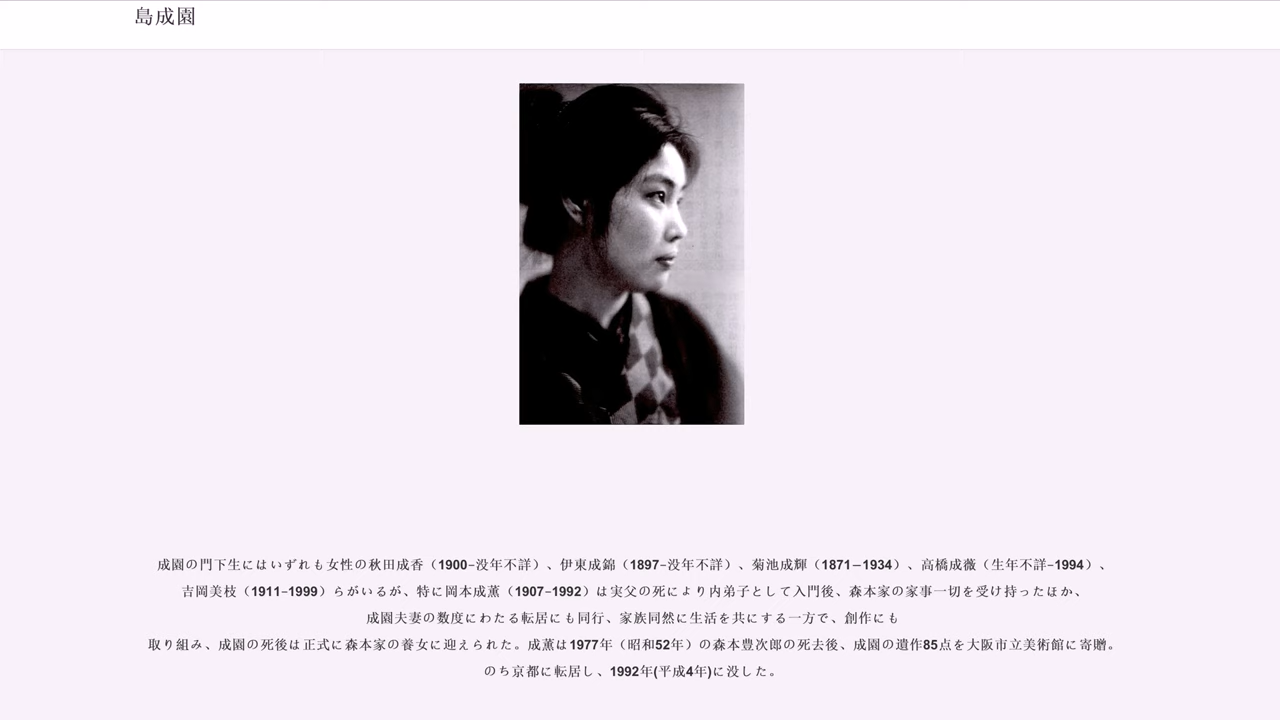 島成園
成園の門下生にはいずれも女性の秋田成香（1900−没年不詳）、伊東成錦（1897−没年不詳）、菊池成輝（1871－1934）、高橋成薇（生年不詳−1994）、
吉岡美枝（1911−1999）らがいるが、特に岡本成薫（1907−1992）は実父の死により内弟子として入門後、森本家の家事一切を受け持ったほか、
成園夫妻の数度にわたる転居にも同行、家族同然に生活を共にする一方で、創作にも
取り組み、成園の死後は正式に森本家の養女に迎えられた。成薫は1977年（昭和52年）の森本豊次郎の死去後、成園の遺作85点を大阪市立美術館に寄贈。
のち京都に転居し、1992年(平成4年)に没した。